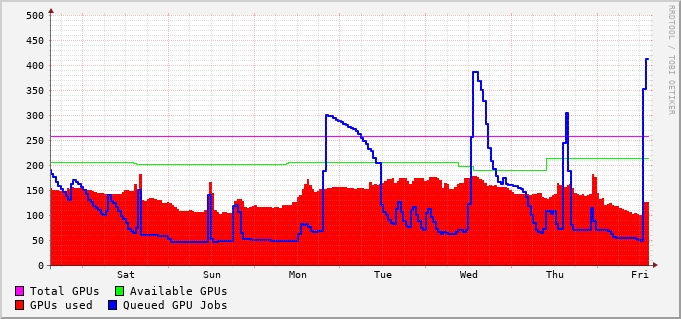 500
450
400
350
300
250
200
150
100
50
0
Sat Sun Mon Tue Wed Thu Fri
Total GPUs Available GPUs
GPUs used Queued GPU Jobs
RRDTOOL / TOBI OETIKER